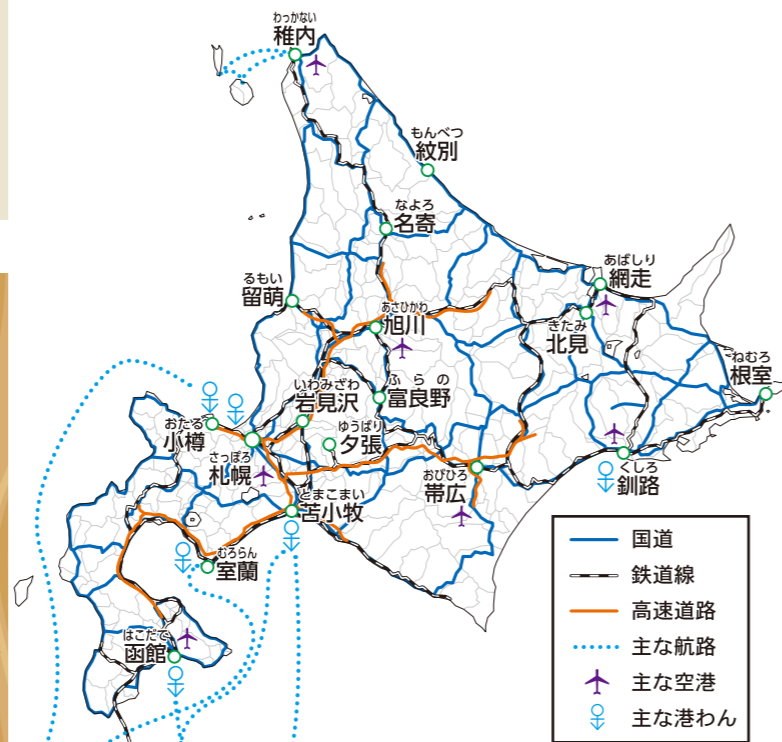 わっかない
稚内
もんべつ
紋別
なよろ
名寄
あばしり
網走
るもい
留萌
あさひかわ
旭川
きたみ
北見
ねむろ
根室
いわみざわ
岩見沢
ふらの
富良野
おたる
小樽
ゆうばり
夕張
さっぽろ
札幌
おびひろ
帯広
くしろ
釧路
とまこまい
苫小牧
むろらん
室蘭
はこだて
函館
国道
鉄道線
高速道路
主な航路
主な空港
主な港わん